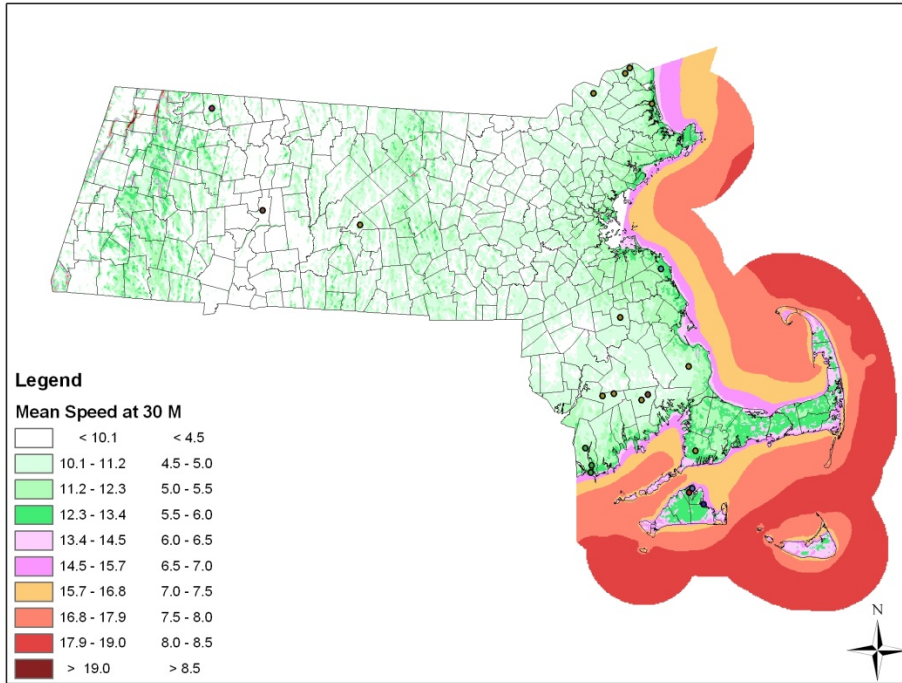 Legend
Mean Speed at 30 M
< 10.1 < 4.5
10.1 - 11.2 4.5 - 5.0
11.2 - 12.3 5.0 - 5.5
12.3 - 13.4 5.5 - 6.0
13.4 - 14.5 6.0 - 6.5
14.5 - 15.7 6.5 - 7.0
15.7 - 16.8 7.0 - 7.5
16.8 - 17.9 7.5 - 8.0
17.9 - 19.0 8.0 - 8.5
> 19.0 > 8.5
N